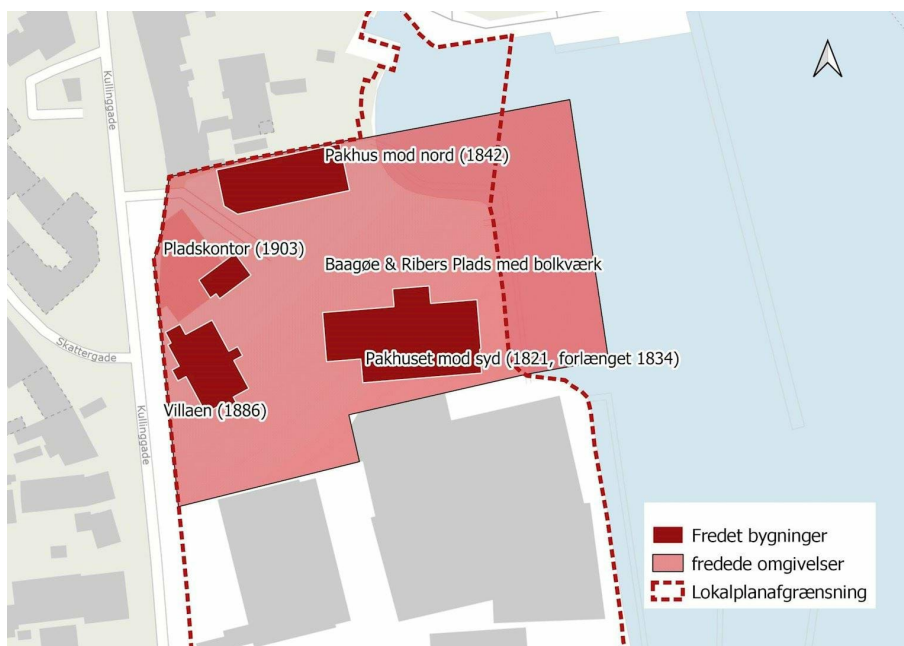 Kullinggade
Pakhus mod nord (1842)
Pladskontor (1903)
Baagøe & Ribers Plads med bolkværk
Skattergade
Pakhuset mod syd (1821, forlænget 1834)
Villaen (1886)
Kullinggade
Fredet bygninger
fredede omgivelser
Lokalplanafgrænsning